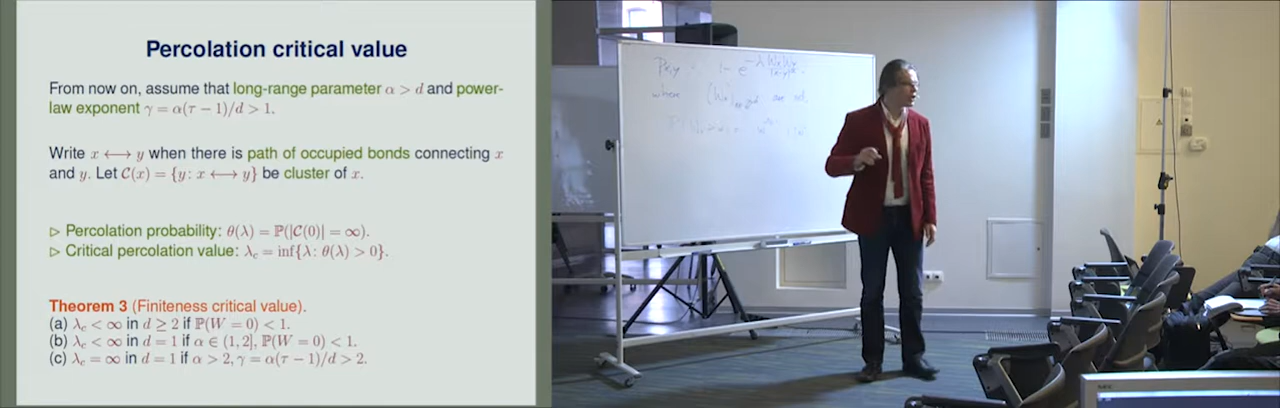 Percolation critical value
From now on, assume that long-range parameter α > d and power-
law exponent γ = α(τ − 1)/d > 1.
Write x ⟷ y when there is path of occupied bonds connecting x
and y. Let 𝒞(x) = {y : x ⟷ y} be cluster of x.
▷ Percolation probability: θ(λ) = ℙ(|𝒞(0)| = ∞).
▷ Critical percolation value: λ_c = inf{λ : θ(λ) > 0}.
Theorem 3 (Finiteness critical value).
(a) λ_c < ∞ in d ≥ 2 if ℙ(W = 0) < 1.
(b) λ_c < ∞ in d = 1 if α ∈ (1, 2], ℙ(W = 0) < 1.
(c) λ_c = ∞ in d = 1 if α > 2, γ = α(τ − 1)/d > 2.
where